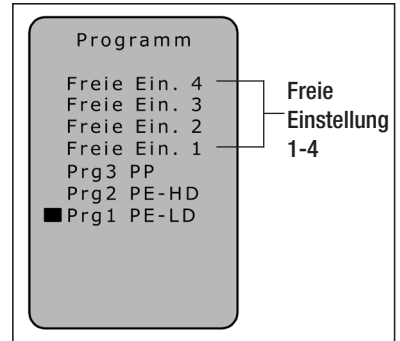 Programm
Freie Ein. 4
Freie Ein. 3
Freie Ein. 2
Freie Ein. 1
Prg3 PP
Prg2 PE-HD
Prg1 PE-LD
Freie
Einstellung
1-4